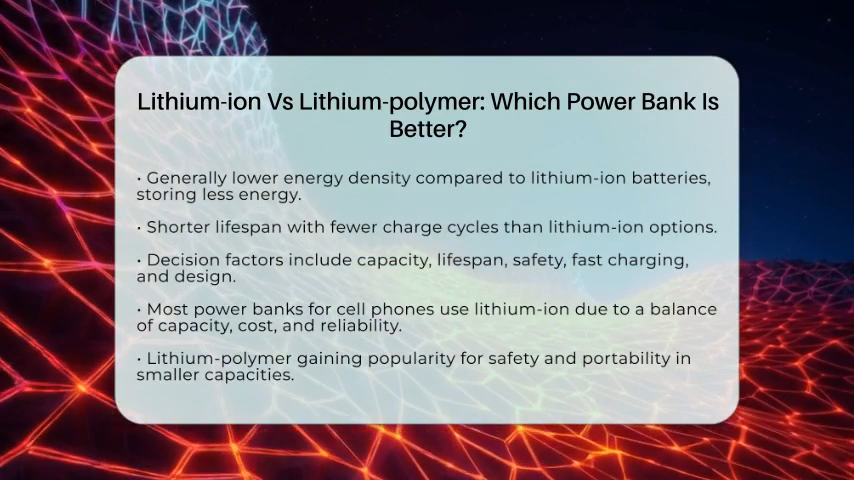 Lithium-ion Vs Lithium-polymer: Which Power Bank Is
Better?
• Generally lower energy density compared to lithium-ion batteries,
storing less energy.
• Shorter lifespan with fewer charge cycles than lithium-ion options.
• Decision factors include capacity, lifespan, safety, fast charging,
and design.
• Most power banks for cell phones use lithium-ion due to a balance
of capacity, cost, and reliability.
• Lithium-polymer gaining popularity for safety and portability in
smaller capacities.